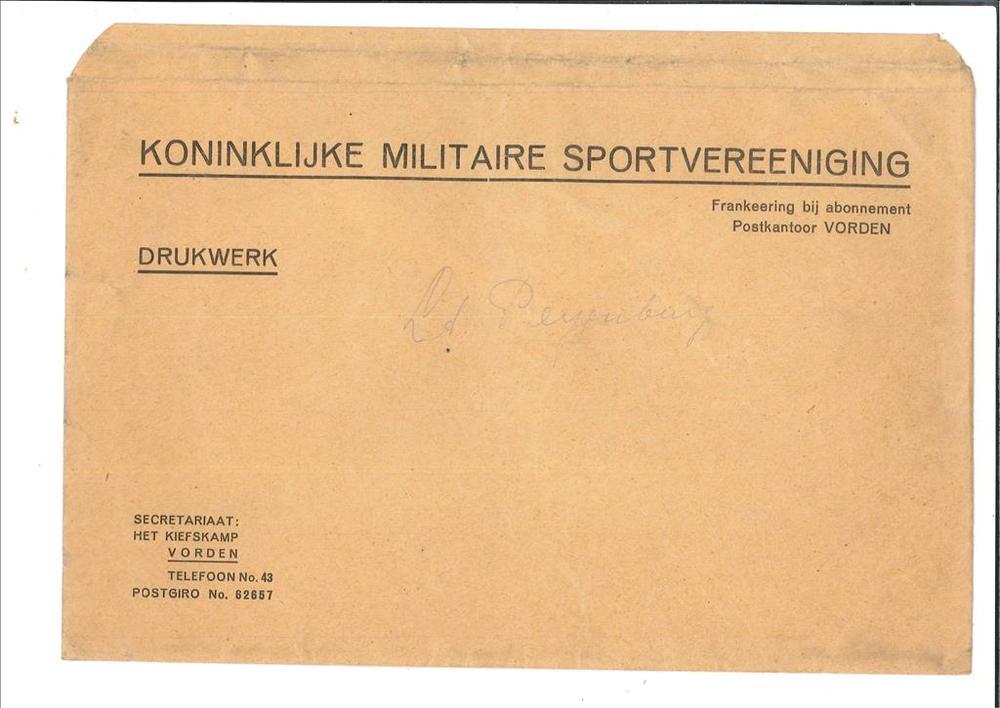 KONINKLIJKE MILITAIRE SPORTVEREENIGING
Frankeering bij abonnement
Postkantoor VORDEN
DRUKWERK
SECRETARIAAT:
HET KIEFSKAMP
VORDEN
TELEFOON No. 43
POSTGIRO No. 62657